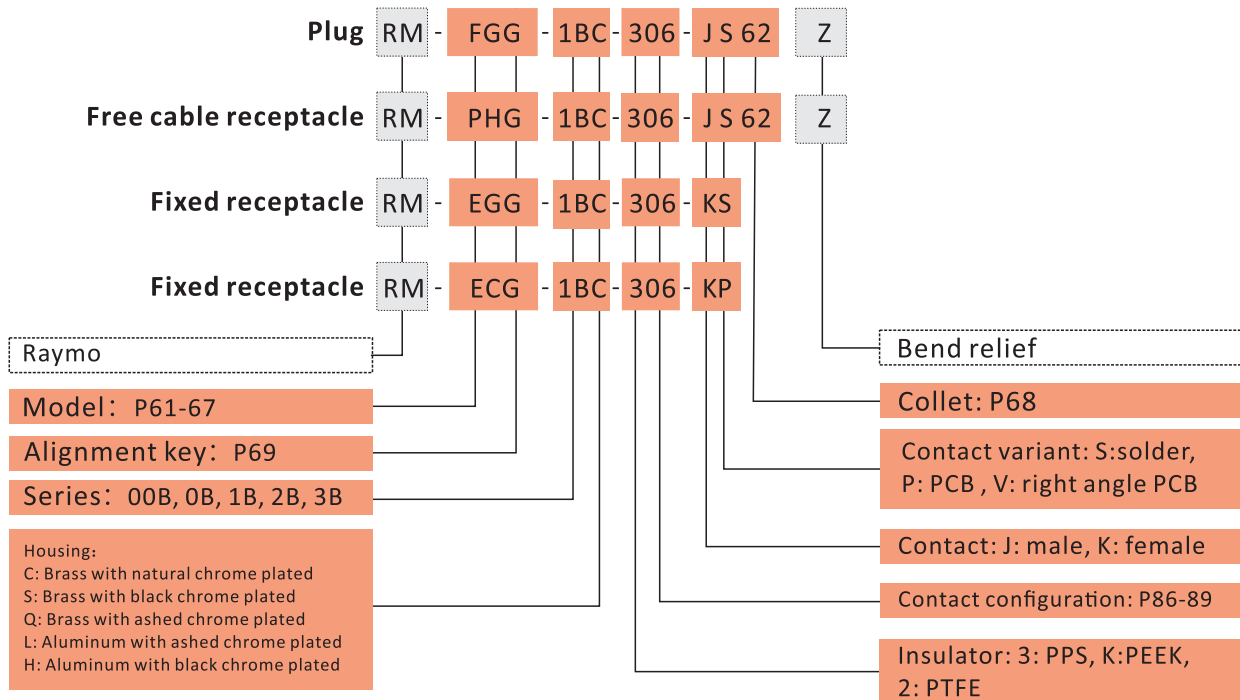 Plug RM - FGG - 1BC - 306 - JS62 Z
Free cable receptacle RM - PHG - 1BC - 306 - JS62 Z
Fixed receptacle RM - EGG - 1BC - 306 - KS
Fixed receptacle RM - ECG - 1BC - 306 - KP
Raymo
Model： P61-67
Alignment key： P69
Series： 00B, 0B, 1B, 2B, 3B
Housing：
C: Brass with natural chrome plated
S: Brass with black chrome plated
Q: Brass with ashed chrome plated
L: Aluminum with ashed chrome plated
H: Aluminum with black chrome plated
Bend relief
Collet: P68
Contact variant: S:solder,
P: PCB , V: right angle PCB
Contact: J: male, K: female
Contact configuration: P86-89
Insulator: 3: PPS, K:PEEK,
2: PTFE